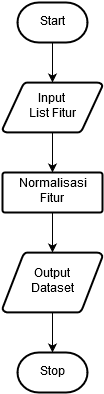 Start
Input
List Fitur
Normalisasi
Fitur
Output
Dataset
Stop